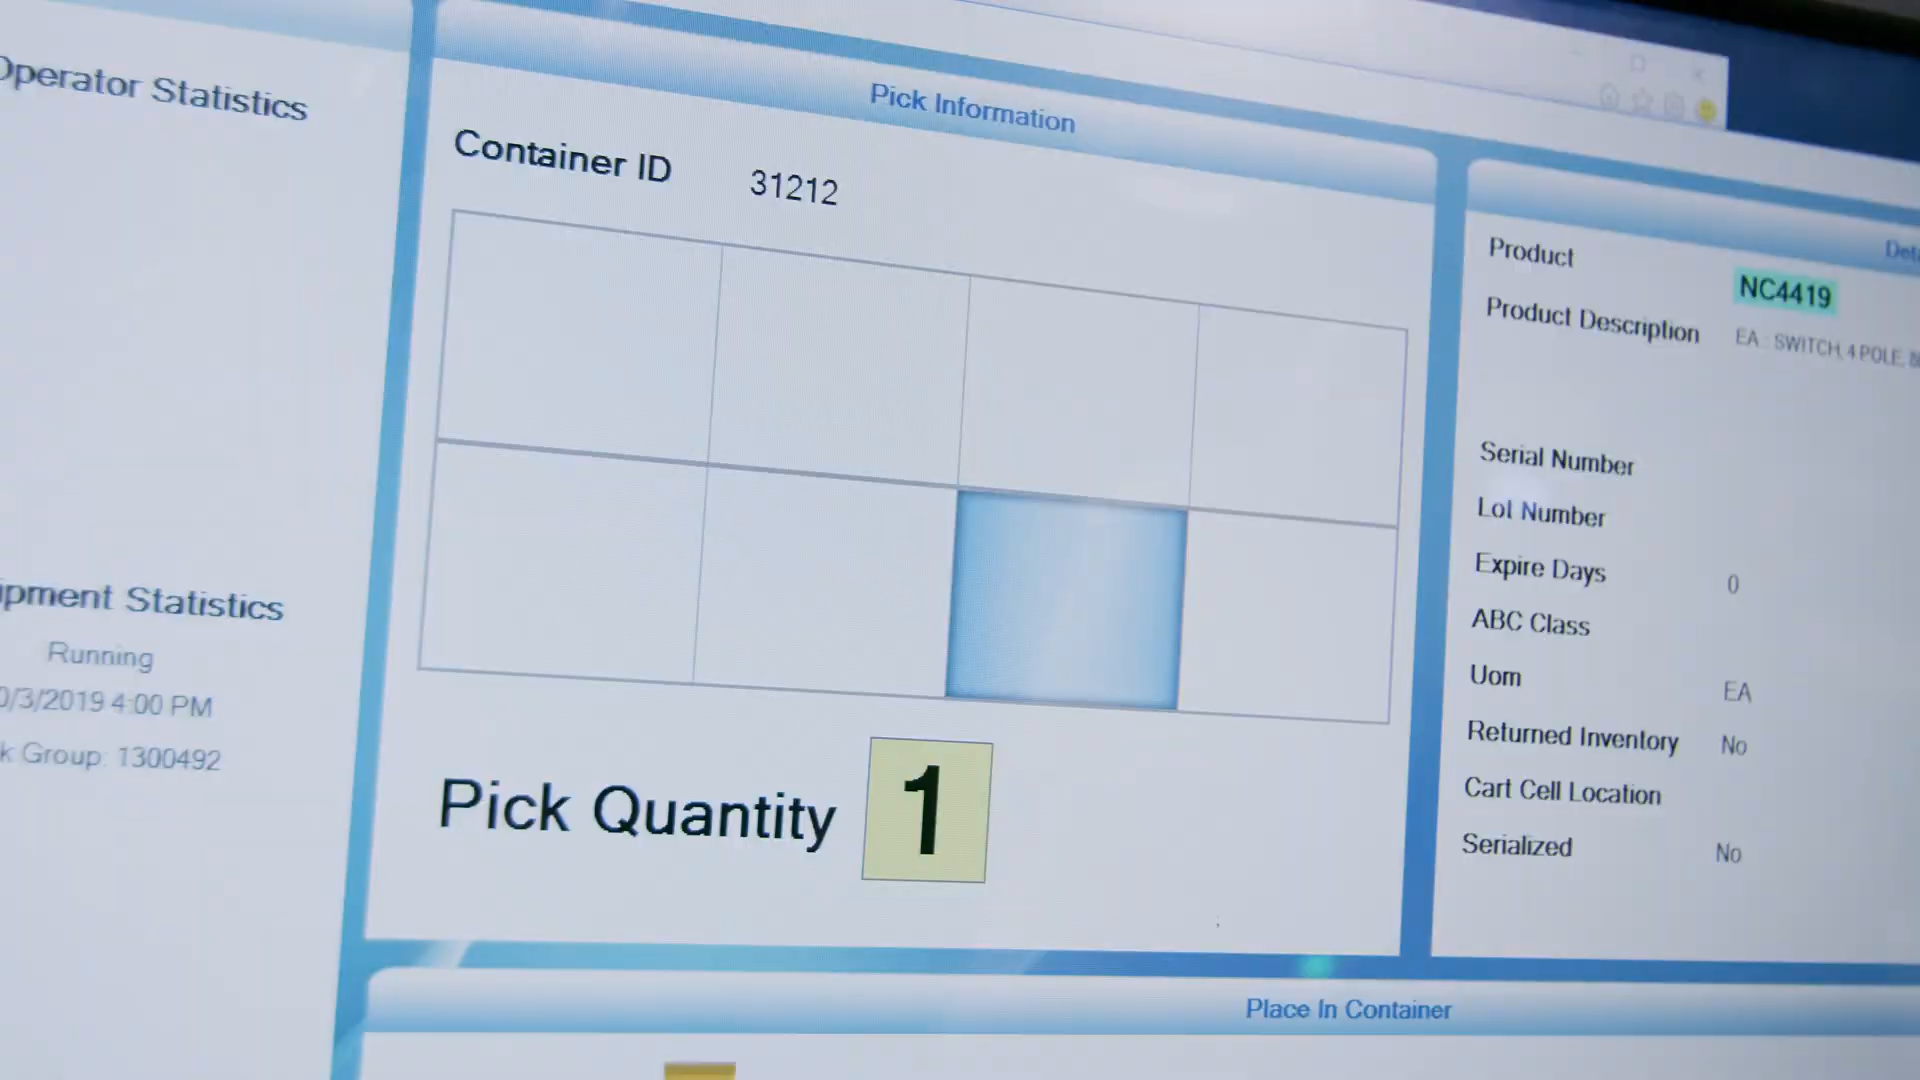 Operator Statistics
ipment Statistics
Running
0/3/2019 4:00 PM
k Group: 1300492
Pick Information
Container ID 31212
Pick Quantity 1
Place In Container
Deta
Product NC4419
Product Description EA : SWITCH, 4 POLE,
Serial Number
Lot Number
Expire Days 0
ABC Class
Uom EA
Returned Inventory No
Cart Cell Location
Serialized No